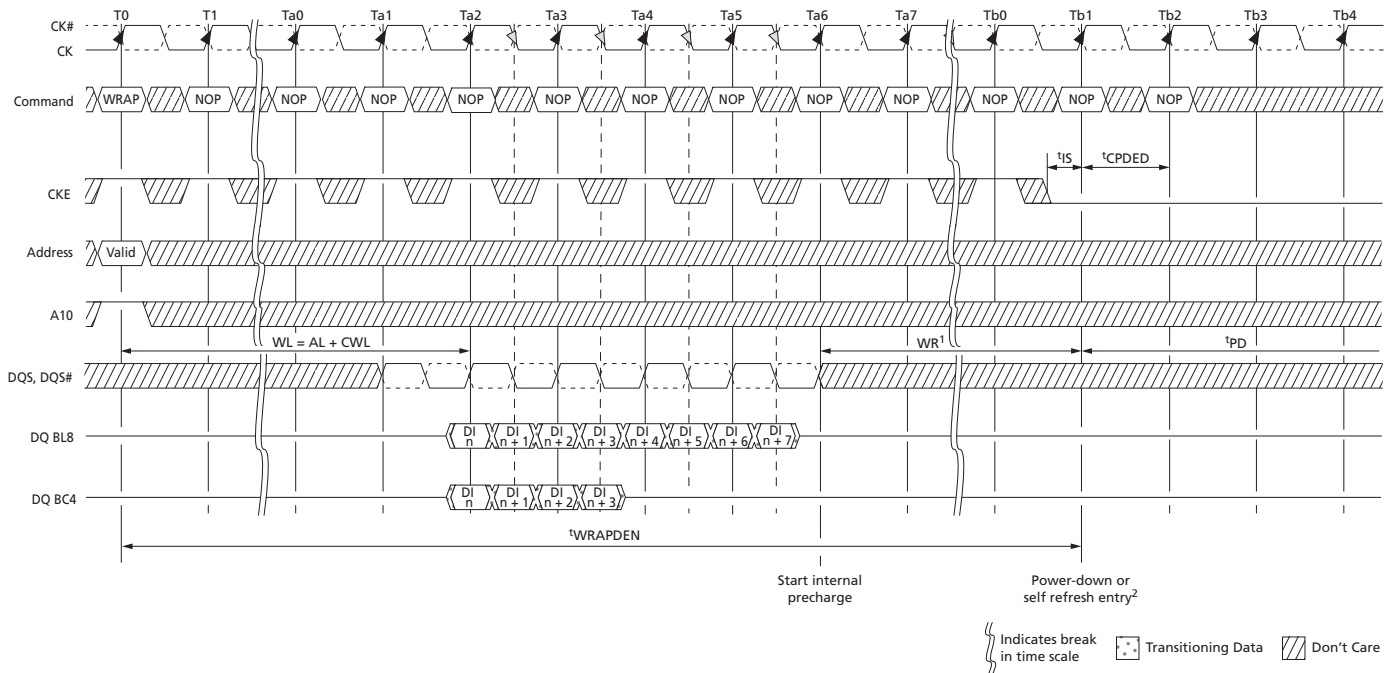 T0 T1 Ta0 Ta1 Ta2 Ta3 Ta4 Ta5 Ta6 Ta7 Tb0 Tb1 Tb2 Tb3 Tb4
CK#
CK
Command WRAP NOP NOP NOP NOP NOP NOP NOP NOP NOP NOP NOP NOP
tIS tCPDED
CKE
Address Valid
A10
WL = AL + CWL WR1 tPD
DQS, DQS#
DQ BL8 DI n DI n + 1 DI n + 2 DI n + 3 DI n + 4 DI n + 5 DI n + 6 DI n + 7
DQ BC4 DI n DI n + 1 DI n + 2 DI n + 3
tWRAPDEN
Start internal precharge
Power-down or self refresh entry2
Indicates break in time scale
Transitioning Data
Don't Care